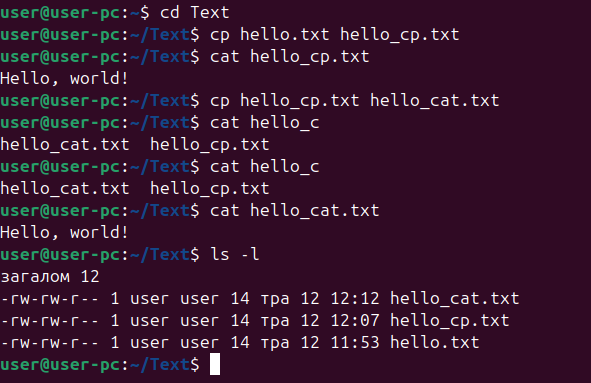 user@user-pc:~$ cd Text
user@user-pc:~/Text$ cp hello.txt hello_cp.txt
user@user-pc:~/Text$ cat hello_cp.txt
Hello, world!
user@user-pc:~/Text$ cp hello_cp.txt hello_cat.txt
user@user-pc:~/Text$ cat hello_c
hello_cat.txt  hello_cp.txt
user@user-pc:~/Text$ cat hello_c
hello_cat.txt  hello_cp.txt
user@user-pc:~/Text$ cat hello_cat.txt
Hello, world!
user@user-pc:~/Text$ ls -l
загалом 12
-rw-rw-r-- 1 user user 14 тра 12 12:12 hello_cat.txt
-rw-rw-r-- 1 user user 14 тра 12 12:07 hello_cp.txt
-rw-rw-r-- 1 user user 14 тра 12 11:53 hello.txt
user@user-pc:~/Text$